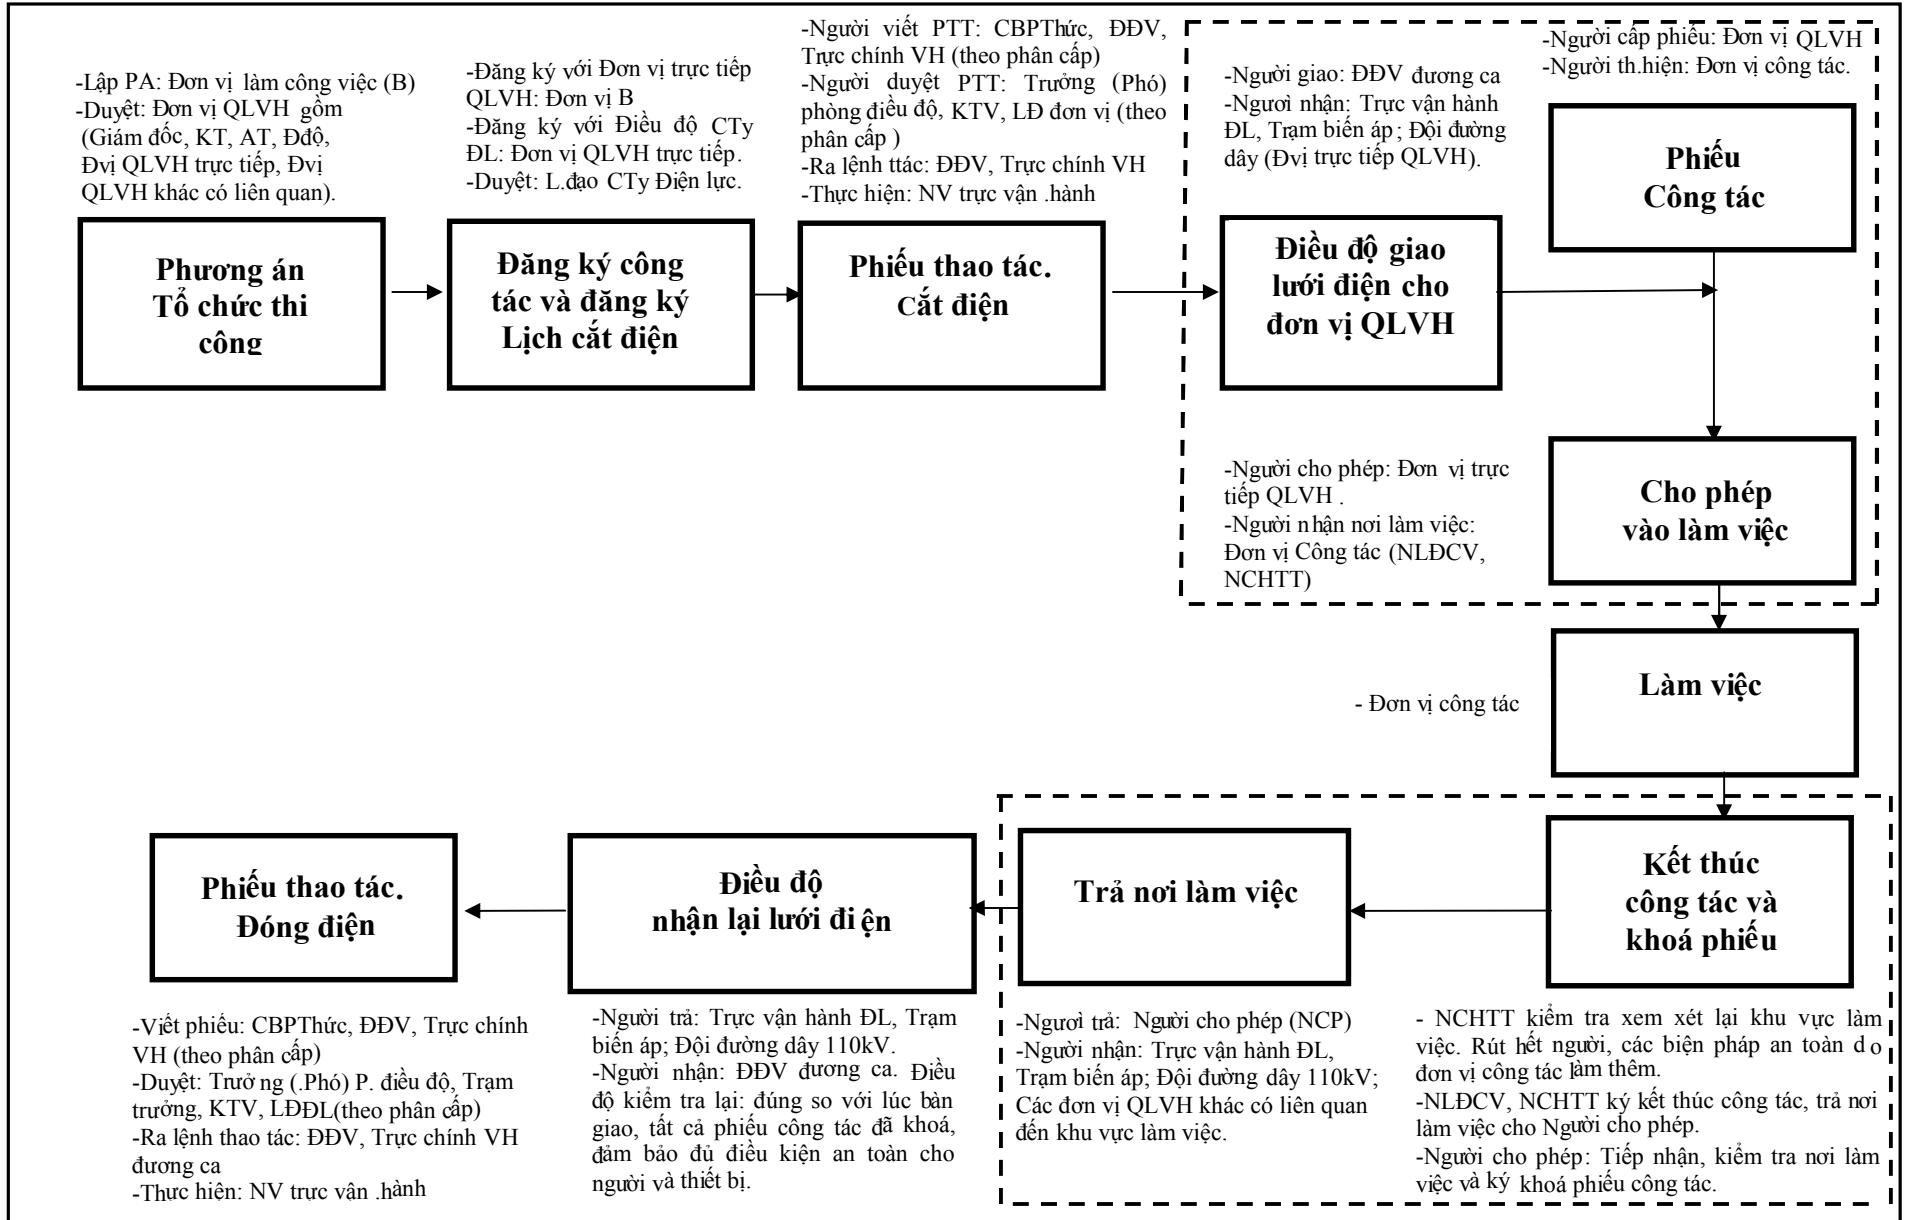 -Lập PA: Đơn vị làm công việc (B)
-Duyệt: Đơn vị QLVH gồm
(Giám đốc, KT, AT, Đđộ,
Đvị QLVH trực tiếp, Đvị
QLVH khác có liên quan).
Phương án
Tổ chức thi
công
-Đăng ký với Đơn vị trực tiếp
QLVH: Đơn vị B
-Đăng ký với Điều độ CTy
ĐL: Đơn vị QLVH trực tiếp.
-Duyệt: L.đạo CTy Điện lực.
Đăng ký công
tác và đăng ký
Lịch cắt điện
-Người viết PTT: CBPThức, ĐĐV,
Trực chính VH (theo phân cấp)
-Người duyệt PTT: Trưởng (Phó)
phòng điều độ, KTV, LĐ đơn vị (theo
phân cấp )
-Ra lệnh ttác: ĐĐV, Trực chính VH
-Thực hiện: NV trực vận .hành
Phiếu thao tác.
Cắt điện
-Người giao: ĐĐV đương ca
-Ngươì nhận: Trực vận hành
ĐL, Trạm biến áp; Đội đường
dây (Đvị trực tiếp QLVH).
Điều độ giao
lưới điện cho
đơn vị QLVH
-Người cấp phiếu: Đơn vị QLVH
-Người th.hiện: Đơn vị công tác.
Phiếu
Công tác
-Người cho phép: Đơn vị trực
tiếp QLVH .
-Người nhận nơi làm việc:
Đơn vị Công tác (NLĐCV,
NCHTT)
Cho phép
vào làm việc
- Đơn vị công tác
Làm việc
Kết thúc
công tác và
khoá phiếu
- NCHTT kiểm tra xem xét lại khu vực làm
việc. Rút hết người, các biện pháp an toàn do
đơn vị công tác làm thêm.
-NLĐCV, NCHTT ký kết thúc công tác, trả nơi
làm việc cho Người cho phép.
-Người cho phép: Tiếp nhận, kiểm tra nơi làm
việc và ký khoá phiếu công tác.
Trả nơi làm việc
-Ngươì trả: Người cho phép (NCP)
-Người nhận: Trực vận hành ĐL,
Trạm biến áp; Đội đường dây 110kV;
Các đơn vị QLVH khác có liên quan
đến khu vực làm việc.
Điều độ
nhận lại lưới điện
-Người trả: Trực vận hành ĐL, Trạm
biến áp; Đội đường dây 110kV.
-Người nhận: ĐĐV đương ca. Điều
độ kiểm tra lại: đúng so với lúc bàn
giao, tất cả phiếu công tác đã khoá,
đảm bảo đủ điều kiện an toàn cho
người và thiết bị.
Phiếu thao tác.
Đóng điện
-Viết phiếu: CBPThức, ĐĐV, Trực chính
VH (theo phân cấp)
-Duyệt: Trưởng (.Phó) P. điều độ, Trạm
trưởng, KTV, LĐĐL(theo phân cấp)
-Ra lệnh thao tác: ĐĐV, Trực chính VH
đương ca
-Thực hiện: NV trực vận .hành